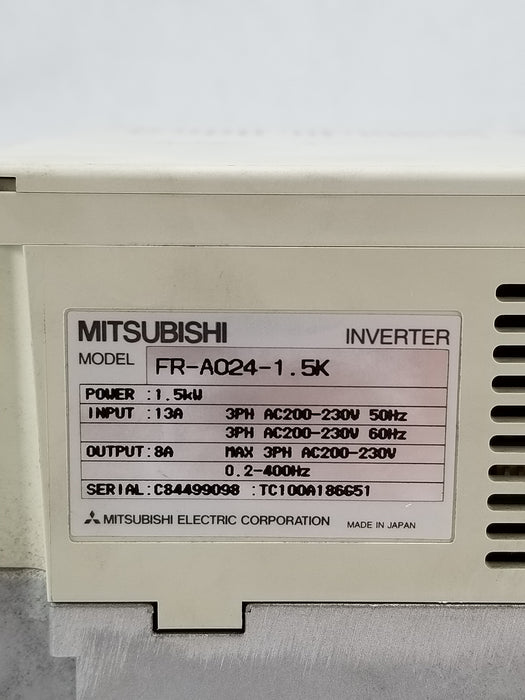 MITSUBISHI INVERTER
MODEL FR-A024-1.5K
POWER :1.5kW
INPUT :13A 3PH AC200-230V 50Hz
3PH AC200-230V 60Hz
OUTPUT:8A MAX 3PH AC200-230V
0.2-400Hz
SERIAL:C84499098 :TC100A186G51
MITSUBISHI ELECTRIC CORPORATION MADE IN JAPAN